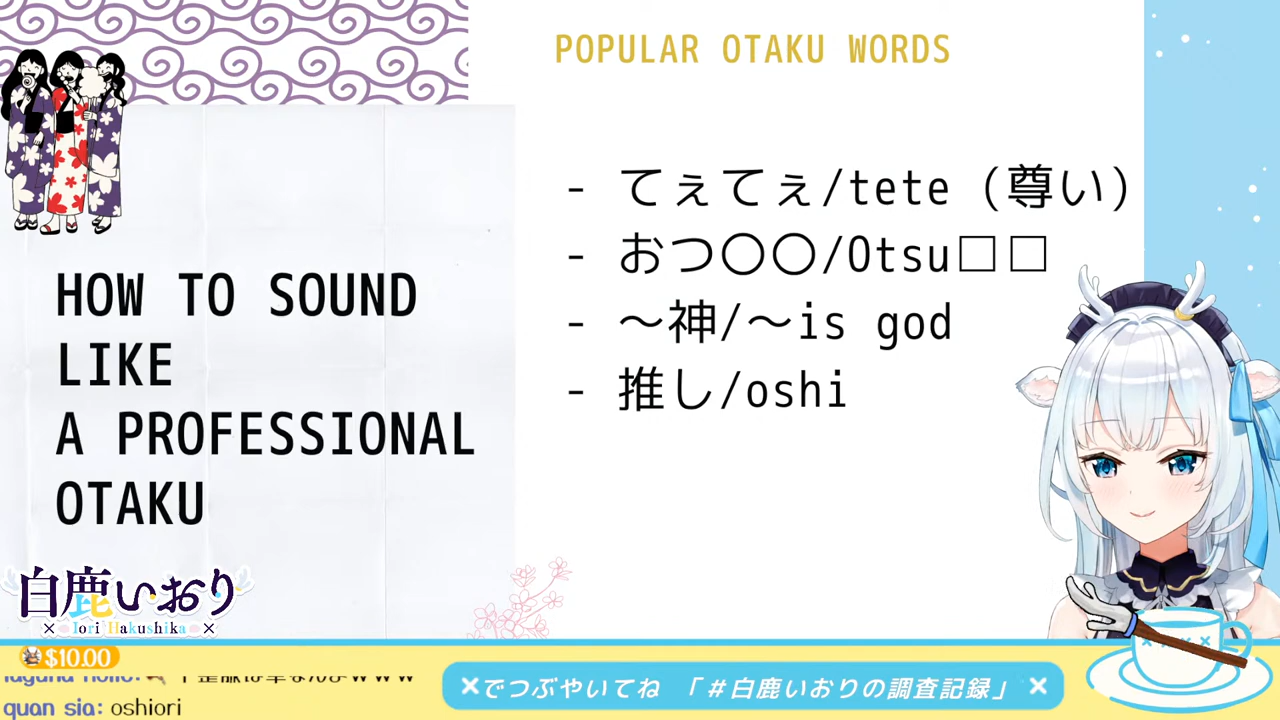 POPULAR OTAKU WORDS
- てぇてぇ/tete (尊い)
- おつ〇〇/Otsu□□
- 〜神/〜is god
- 推し/oshi
HOW TO SOUND
LIKE
A PROFESSIONAL
OTAKU
白鹿いおり
× Iori Hakushika ×
$10.00
quan sia: oshiori
×でつぶやいてね 「#白鹿いおりの調査記録」 ×